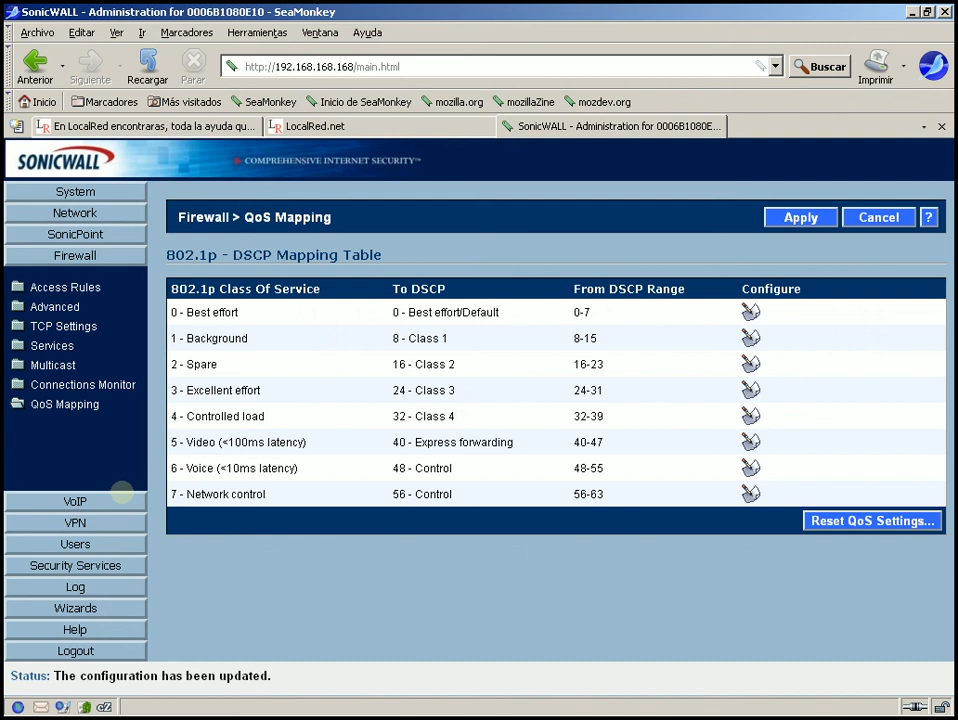 SonicWALL - Administration for 0006B1080E10 - SeaMonkey
Archivo Editar Ver Ir Marcadores Herramientas Ventana Ayuda
Anterior Siguiente Recargar Parar http://192.168.168.168/main.html Buscar Imprimir
Inicio Marcadores Más visitados SeaMonkey Inicio de SeaMonkey mozilla.org mozillaZine mozdev.org
LR En LocalRed encontraras, toda la ayuda qu... LR LocalRed.net SonicWALL - Administration for 0006B1080E10...
SONICWALL COMPREHENSIVE INTERNET SECURITY™
System
Network
SonicPoint
Firewall
Access Rules
Advanced
TCP Settings
Services
Multicast
Connections Monitor
QoS Mapping
VoIP
VPN
Users
Security Services
Log
Wizards
Help
Logout
Firewall > QoS Mapping Apply Cancel ?
802.1p - DSCP Mapping Table
802.1p Class Of Service To DSCP From DSCP Range Configure
0 - Best effort 0 - Best effort/Default 0-7
1 - Background 8 - Class 1 8-15
2 - Spare 16 - Class 2 16-23
3 - Excellent effort 24 - Class 3 24-31
4 - Controlled load 32 - Class 4 32-39
5 - Video (<100ms latency) 40 - Express forwarding 40-47
6 - Voice (<10ms latency) 48 - Control 48-55
7 - Network control 56 - Control 56-63
Reset QoS Settings...
Status: The configuration has been updated.